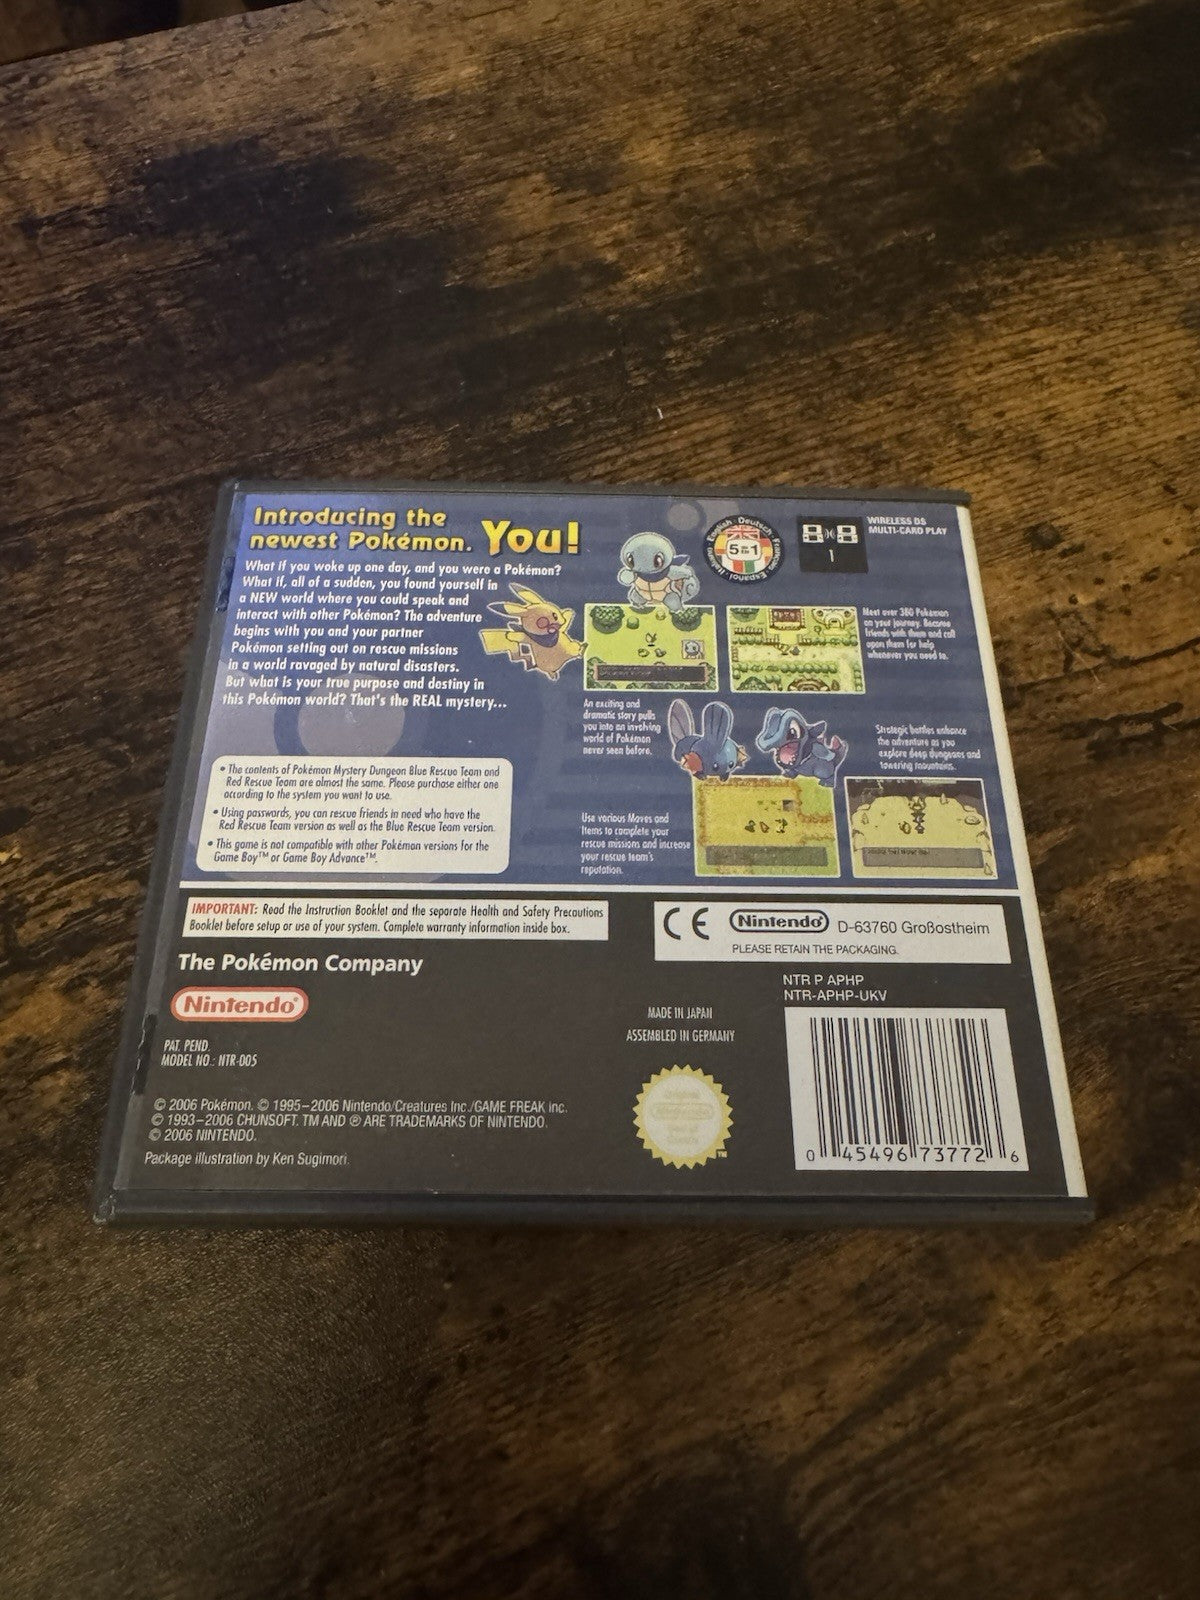 Introducing the
newest Pokémon. You!
What if you woke up one day, and you were a Pokémon?
What if, all of a sudden, you found yourself in
a NEW world where you could speak and
interact with other Pokémon? The adventure
begins with you and your partner
Pokémon setting out on rescue missions
in a world ravaged by natural disasters.
But what is your true purpose and destiny in
this Pokémon world? That's the REAL mystery...
English · Deutsch · Français · Español · Italiano
5 in 1
1
WIRELESS DS
MULTI-CARD PLAY
Meet over 380 Pokémon
on your journey. Become
friends with them and call
upon them for help
whenever you need to.
An exciting and
dramatic story pulls
you into an involving
world of Pokémon
never seen before.
Strategic battles enhance
the adventure as you
explore deep dungeons and
towering mountains.
Use various Moves and
Items to complete your
rescue missions and increase
your rescue team's
reputation.
• The contents of Pokémon Mystery Dungeon Blue Rescue Team and
Red Rescue Team are almost the same. Please purchase either one
according to the system you want to use.
• Using passwords, you can rescue friends in need who have the
Red Rescue Team version as well as the Blue Rescue Team version.
• This game is not compatible with other Pokémon versions for the
Game Boy™ or Game Boy Advance™.
IMPORTANT: Read the Instruction Booklet and the separate Health and Safety Precautions
Booklet before setup or use of your system. Complete warranty information inside box.
CE Nintendo® D-63760 Großostheim
PLEASE RETAIN THE PACKAGING.
The Pokémon Company
Nintendo®
NTR P APHP
NTR-APHP-UKV
MADE IN JAPAN
ASSEMBLED IN GERMANY
PAT. PEND.
MODEL NO.: NTR-005
© 2006 Pokémon. © 1995–2006 Nintendo/Creatures Inc./GAME FREAK inc.
© 1993–2006 CHUNSOFT. TM AND ® ARE TRADEMARKS OF NINTENDO.
© 2006 NINTENDO.
Package illustration by Ken Sugimori.
0 45496 73772 6